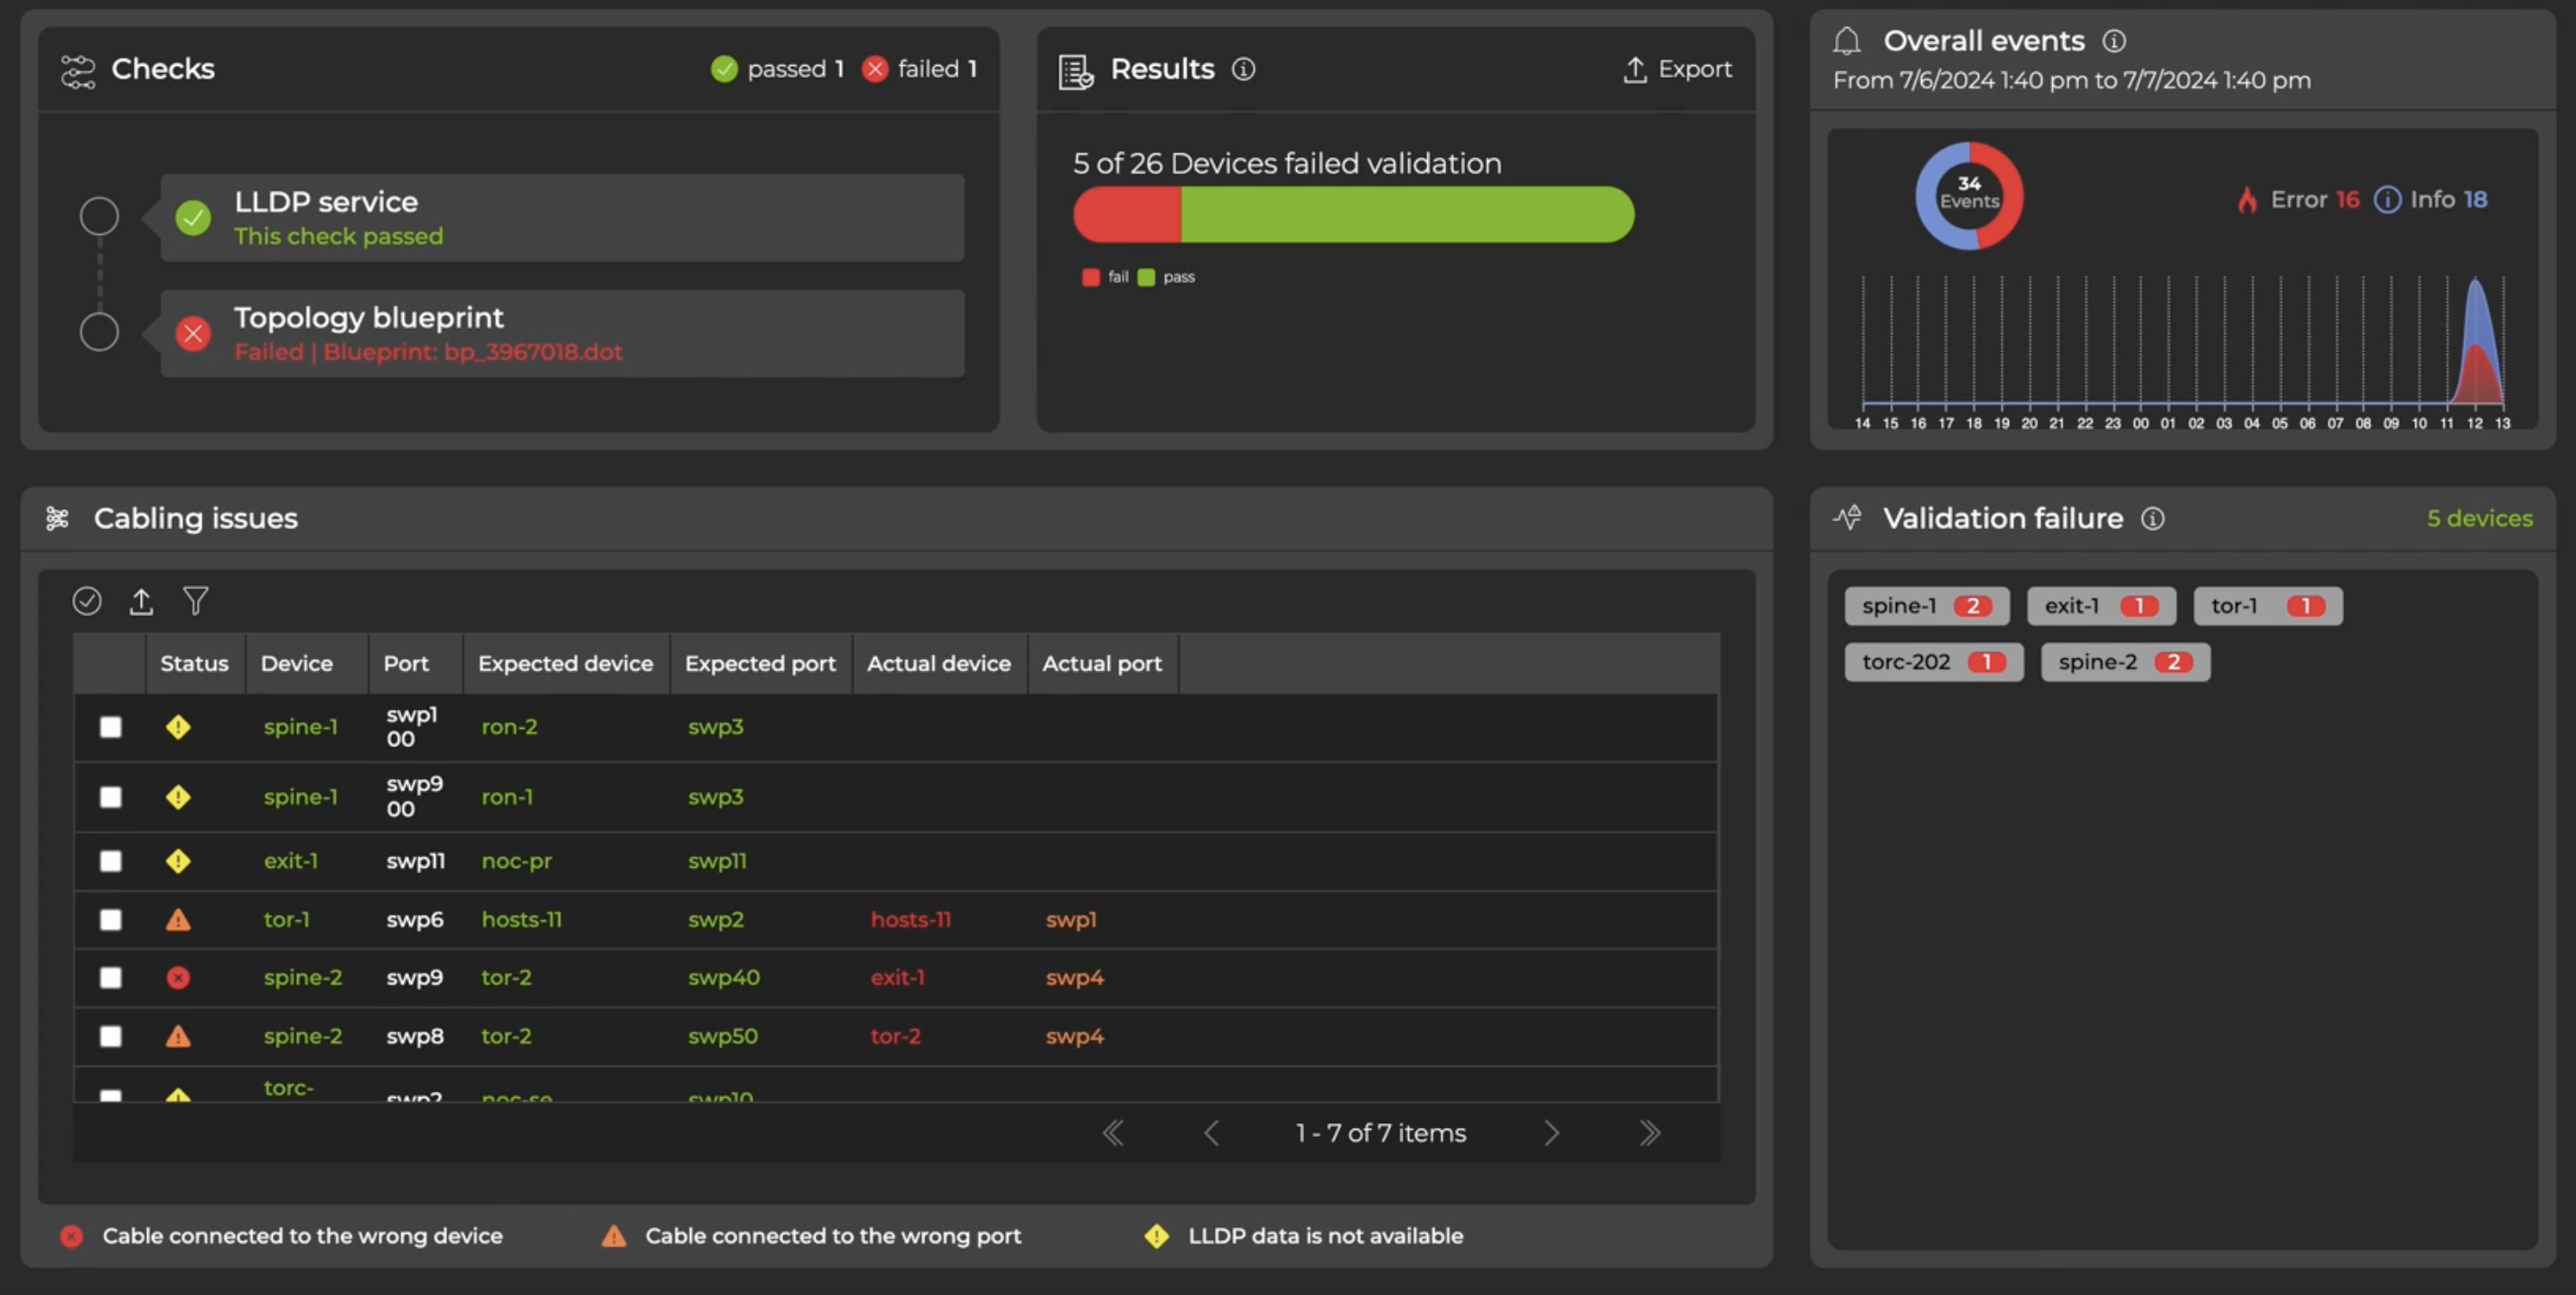 Checks
passed 1 failed 1
LLDP service
This check passed
Topology blueprint
Failed | Blueprint: bp_3967018.dot
Results
Export
5 of 26 Devices failed validation
fail pass
Overall events
From 7/6/2024 1:40 pm to 7/7/2024 1:40 pm
34
Events
Error 16 Info 18
14 15 16 17 18 19 20 21 22 23 00 01 02 03 04 05 06 07 08 09 10 11 12 13
Cabling issues
Status Device Port Expected device Expected port Actual device Actual port
spine-1 swp1
00 ron-2 swp3
spine-1 swp9
00 ron-1 swp3
exit-1 swp11 noc-pr swp11
tor-1 swp6 hosts-11 swp2 hosts-11 swp1
spine-2 swp9 tor-2 swp40 exit-1 swp4
spine-2 swp8 tor-2 swp50 tor-2 swp4
torc-
swp2 noc-se swp10
1 - 7 of 7 items
Cable connected to the wrong device Cable connected to the wrong port LLDP data is not available
Validation failure
5 devices
spine-1 2 exit-1 1 tor-1 1
torc-202 1 spine-2 2